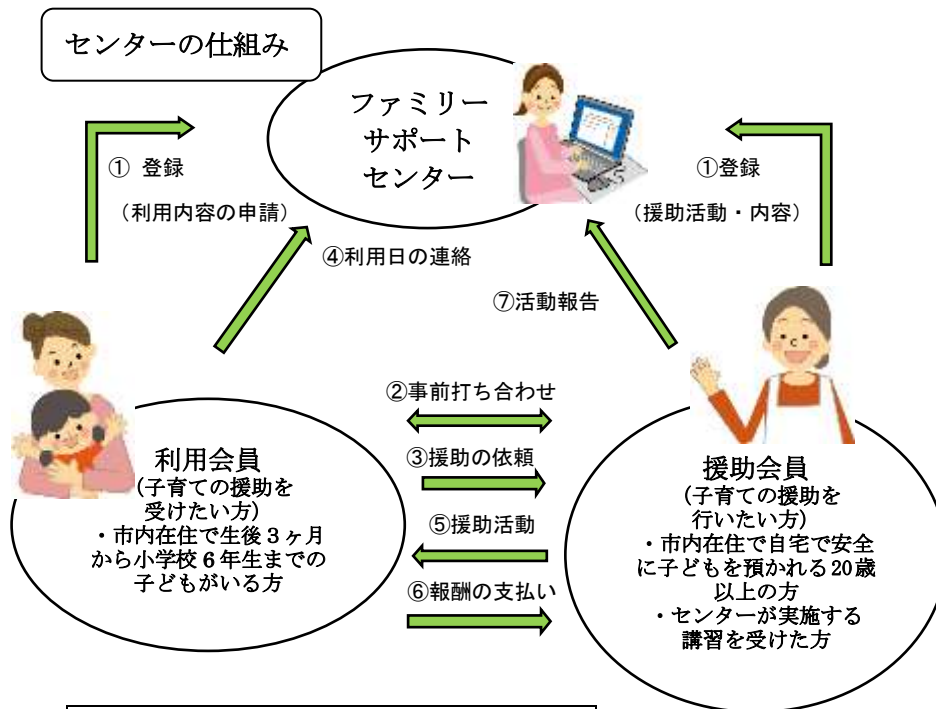 センターの仕組み
ファミリー
サポート
センター
① 登録
（利用内容の申請）
①登録
（援助活動・内容）
④利用日の連絡
⑦活動報告
②事前打ち合わせ
③援助の依頼
⑤援助活動
⑥報酬の支払い
利用会員
(子育ての援助を
受けたい方)
・市内在住で生後３ヶ月
から小学校６年生までの
子どもがいる方
援助会員
(子育ての援助を
行いたい方)
・市内在住で自宅で安全
に子どもを預かれる20歳
以上の方
・センターが実施する
講習を受けた方